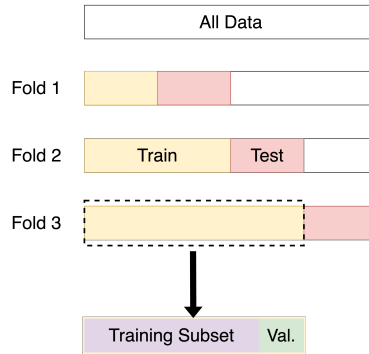 All Data
Fold 1
Fold 2 Train Test
Fold 3
Training Subset Val.